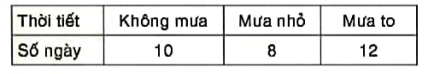 Thời tiết Không mưa Mưa nhỏ Mưa to
Số ngày 10 8 12